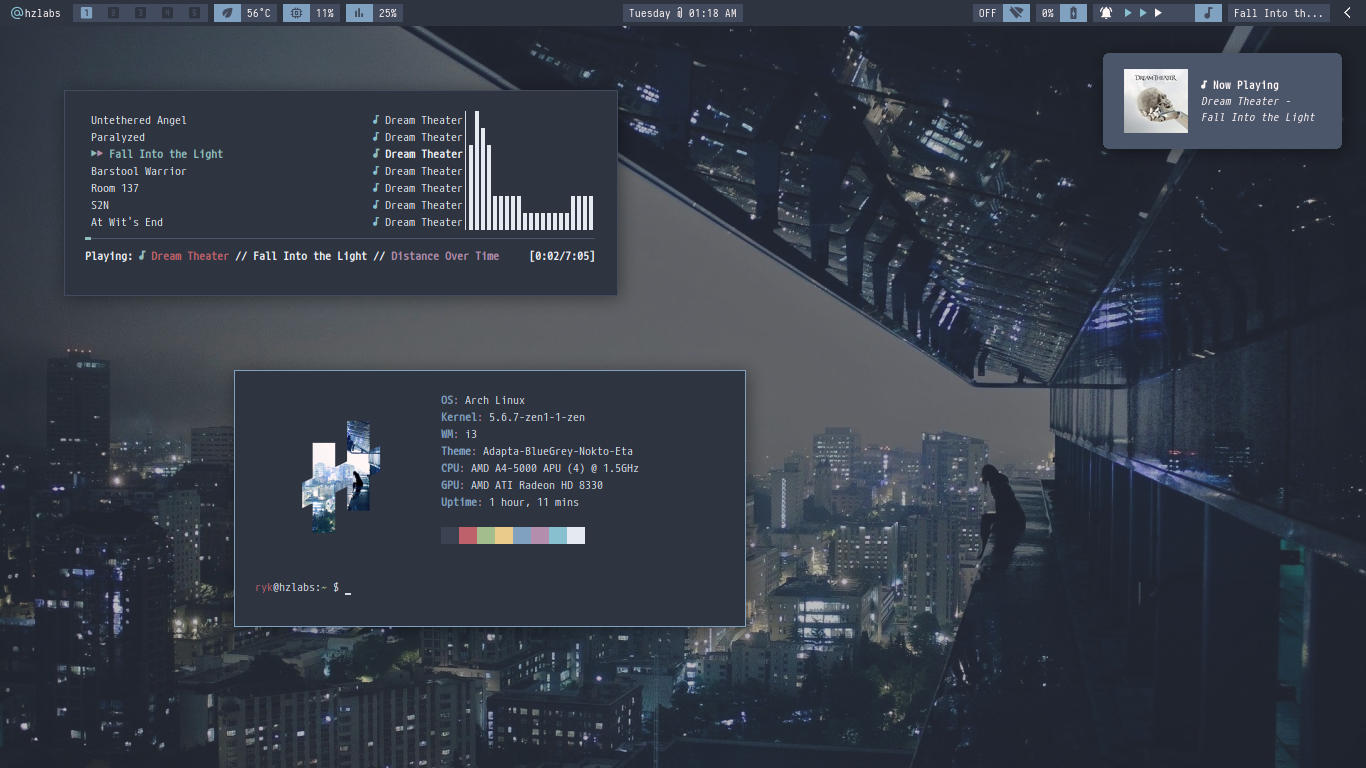 @hzlabs 1 2 3 4 5 56°C 11% 25% Tuesday 01:18 AM OFF 0% Fall Into th...
DREAM THEATER
Now Playing
Dream Theater -
Fall Into the Light
Untethered Angel Dream Theater
Paralyzed Dream Theater
Fall Into the Light Dream Theater
Barstool Warrior Dream Theater
Room 137 Dream Theater
S2N Dream Theater
At Wit's End Dream Theater
Playing: Dream Theater // Fall Into the Light // Distance Over Time [0:02/7:05]
OS: Arch Linux
Kernel: 5.6.7-zen1-1-zen
WM: i3
Theme: Adapta-BlueGrey-Nokto-Eta
CPU: AMD A4-5000 APU (4) @ 1.5GHz
GPU: AMD ATI Radeon HD 8330
Uptime: 1 hour, 11 mins
ryk@hzlabs:~ $ _